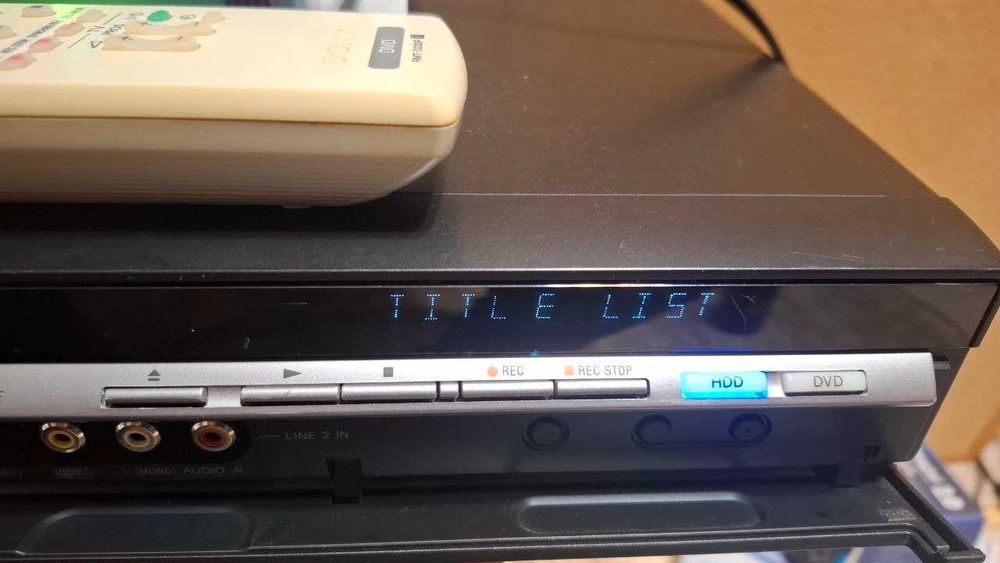 DVD
TITLE LIST
REC
REC STOP
HDD
DVD
LINE 2 IN
VIDEO
L (MONO) AUDIO R